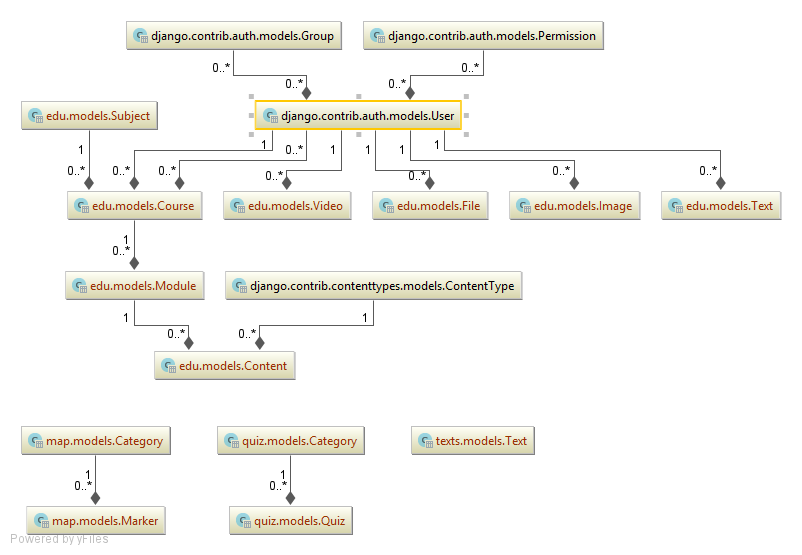 django.contrib.auth.models.Group
django.contrib.auth.models.Permission
0..*
0..*
0..*
0..*
edu.models.Subject
django.contrib.auth.models.User
1
1
0..*
1
1
1
1
0..*
0..*
0..*
0..*
0..*
0..*
0..*
edu.models.Course
edu.models.Video
edu.models.File
edu.models.Image
edu.models.Text
1
0..*
edu.models.Module
django.contrib.contenttypes.models.ContentType
1
1
0..*
0..*
edu.models.Content
map.models.Category
quiz.models.Category
texts.models.Text
1
1
0..*
0..*
map.models.Marker
quiz.models.Quiz
Powered by yFiles